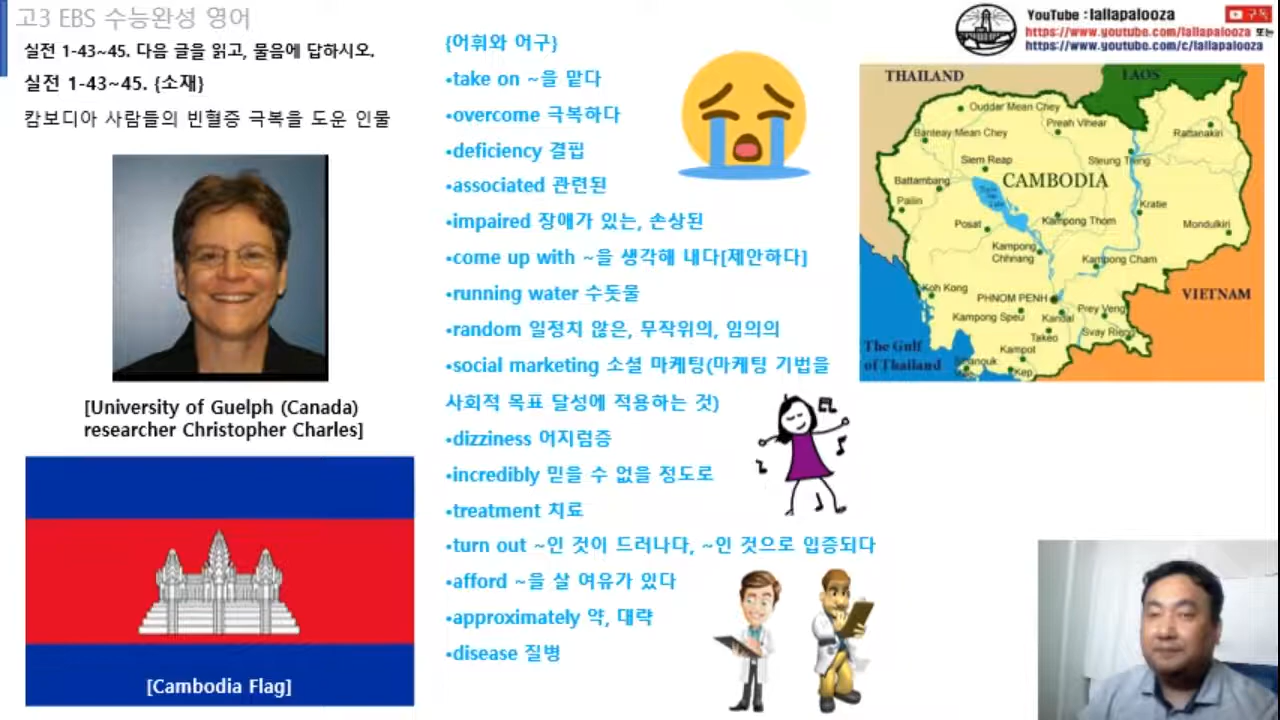 고3 EBS 수능완성 영어
실전 1-43~45. 다음 글을 읽고, 물음에 답하시오.
실전 1-43~45. {소재}
캄보디아 사람들의 빈혈증 극복을 도운 인물
[University of Guelph (Canada)
researcher Christopher Charles]
[Cambodia Flag]
{어휘와 어구}
•take on ~을 맡다
•overcome 극복하다
•deficiency 결핍
•associated 관련된
•impaired 장애가 있는, 손상된
•come up with ~을 생각해 내다[제안하다]
•running water 수돗물
•random 일정치 않은, 무작위의, 임의의
•social marketing 소셜 마케팅(마케팅 기법을
사회적 목표 달성에 적용하는 것)
•dizziness 어지럼증
•incredibly 믿을 수 없을 정도로
•treatment 치료
•turn out ~인 것이 드러나다, ~인 것으로 입증되다
•afford ~을 살 여유가 있다
•approximately 약, 대략
•disease 질병
YouTube : lallapalooza
구독
https://www.youtube.com/lallapalooza 또는
https://www.youtube.com/c/lallapalooza
THAILAND
LAOS
Ouddar Mean Chey
Preah Vihear
Ratanakiri
Banteay Mean Chey
Siem Reap
Steung Treng
Battambang
CAMBODIA
Pailin
Kratie
Posat
Kampong Thom
Mondulkiri
Kampong
Chhnang
Kampong Cham
Koh Kong
PHNOM PENH
VIETNAM
Kampong Speu
Kandal
Prey Veng
Takeo
Svay Rieng
The Gulf
of Thailand
Kampot
Kep